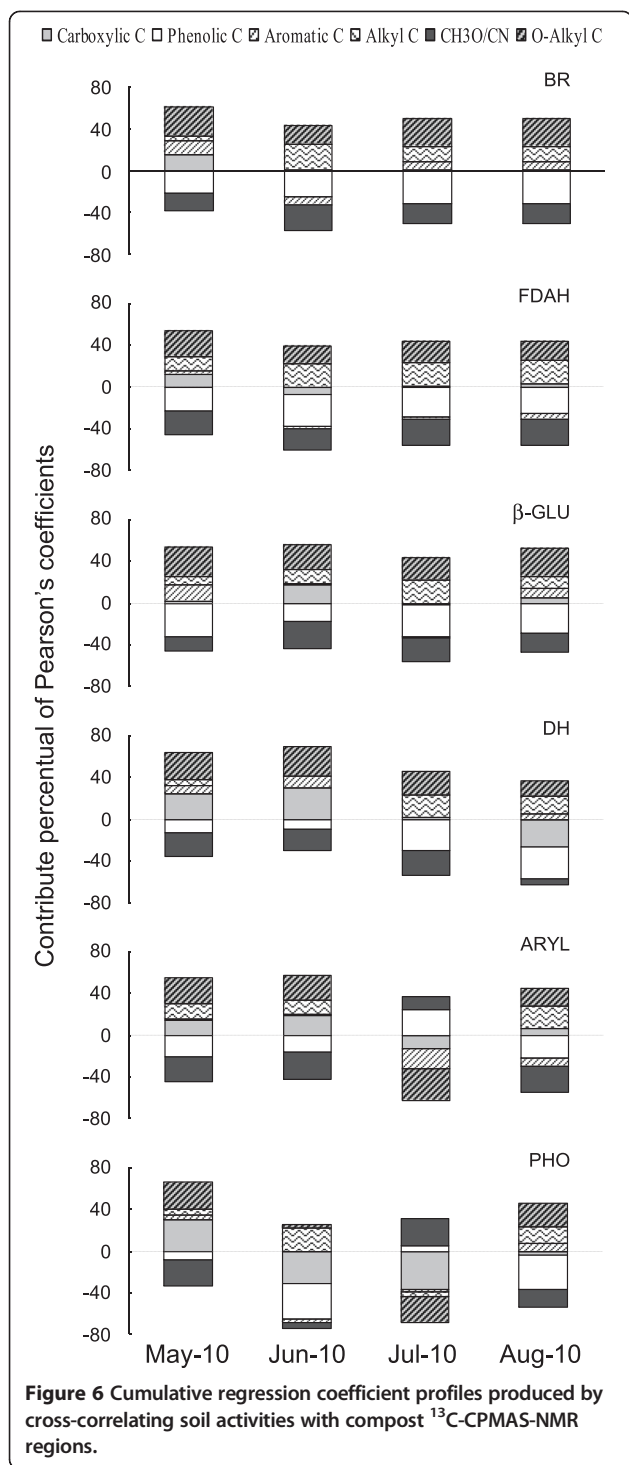 Carboxylic C Phenolic C Aromatic C Alkyl C CH3O/CN O-Alkyl C
BR
80
40
0
-40
-80
FDAH
80
40
0
-40
-80
β-GLU
80
40
0
-40
-80
DH
80
40
0
-40
-80
ARYL
80
40
0
-40
-80
PHO
80
40
0
-40
-80
Contribute percentual of Pearson's coefficients
May-10 Jun-10 Jul-10 Aug-10
Figure 6 Cumulative regression coefficient profiles produced by
cross-correlating soil activities with compost ¹³C-CPMAS-NMR
regions.